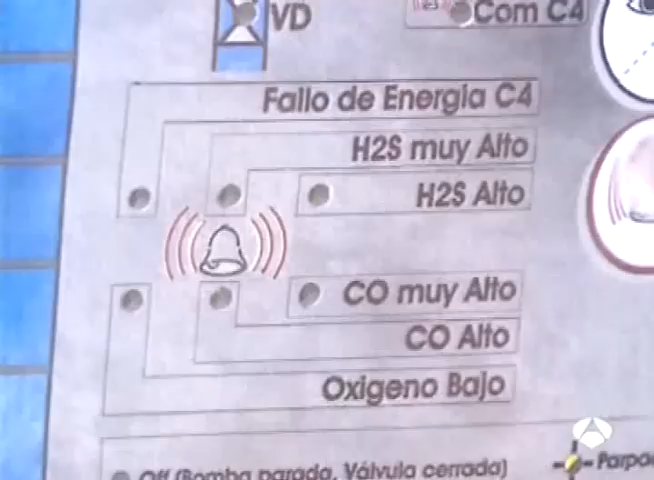 VD
Com C4
Fallo de Energia C4
H2S muy Alto
H2S Alto
CO muy Alto
CO Alto
Oxigeno Bajo
Off (Bomba parada, Válvula cerrada)